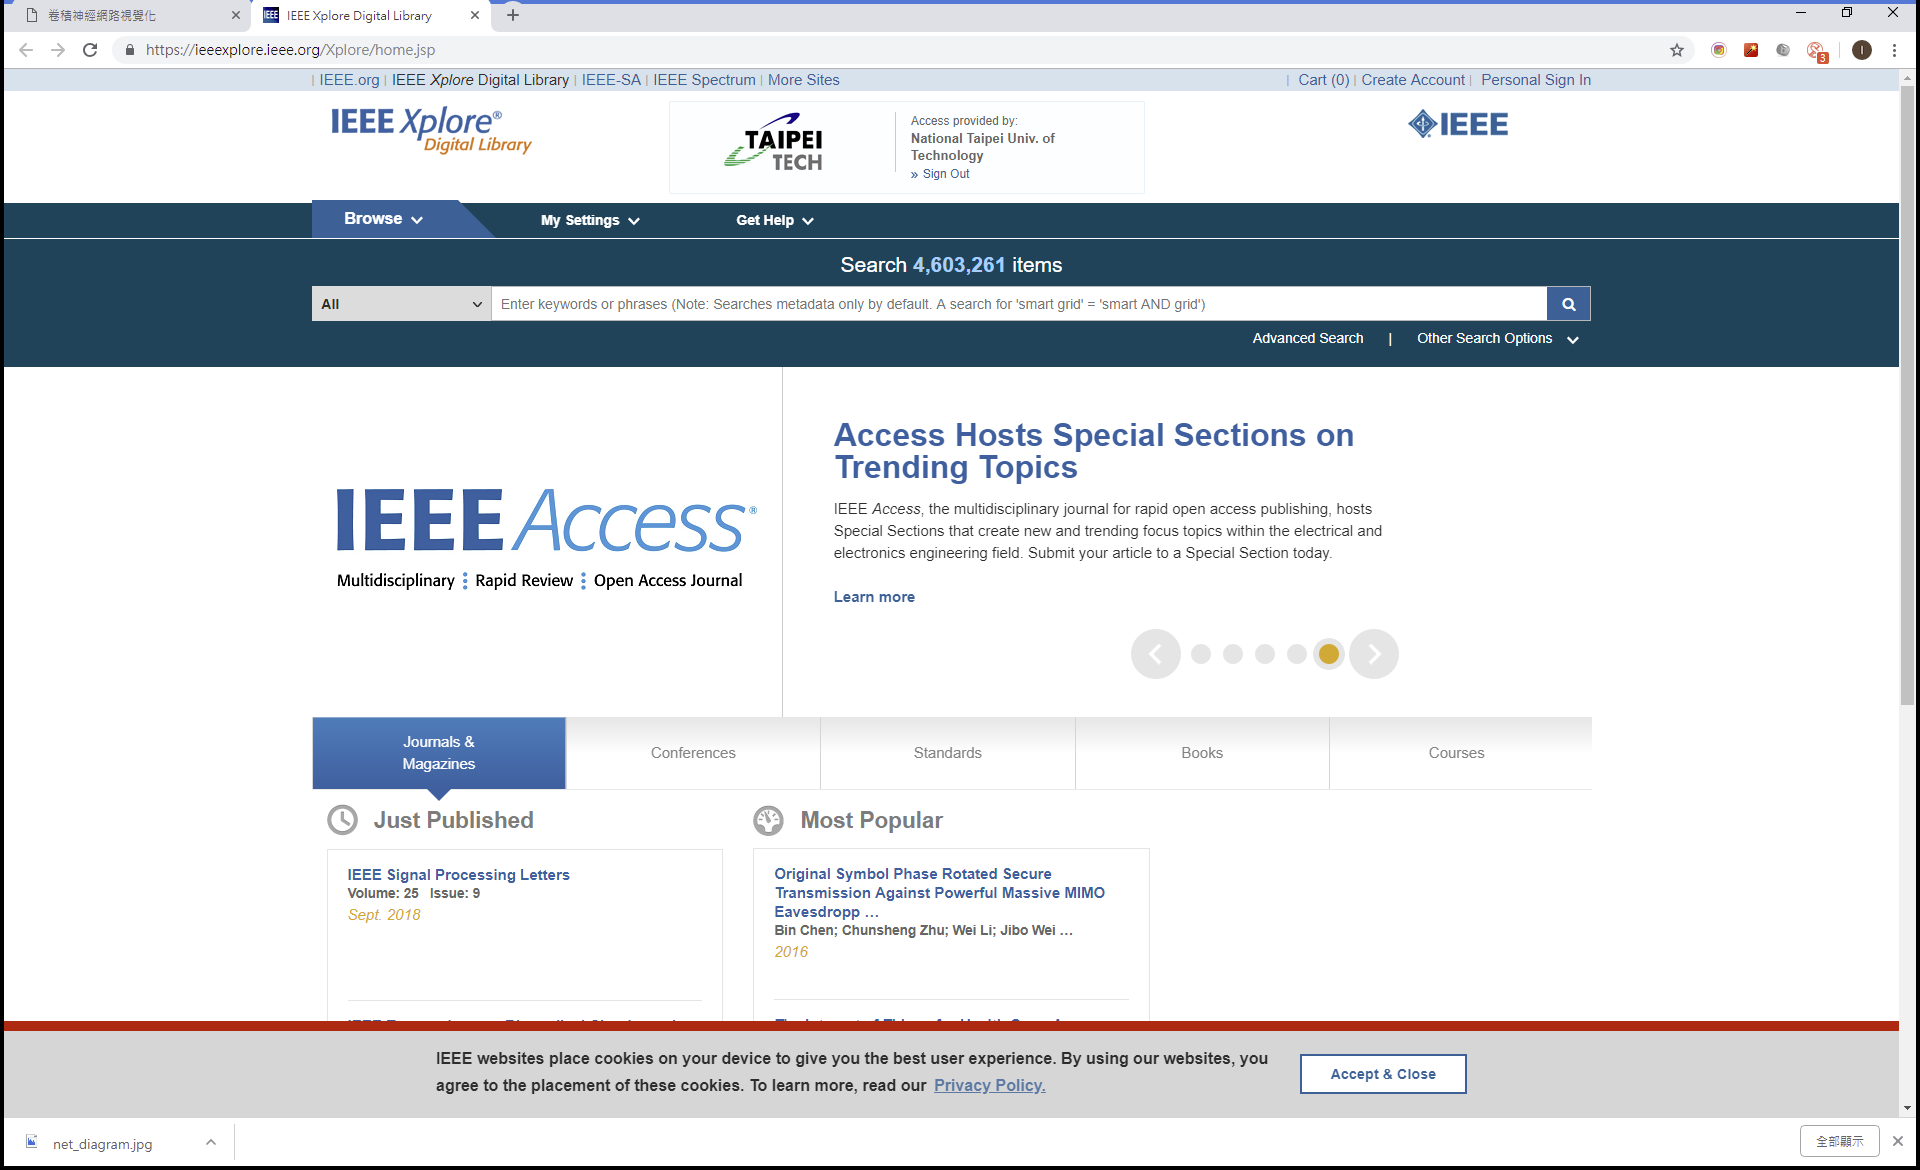 卷積神經網路視覺化
IEEE Xplore Digital Library
https://ieeexplore.ieee.org/Xplore/home.jsp
3
I
| IEEE.org | IEEE Xplore Digital Library | IEEE-SA | IEEE Spectrum | More Sites
| Cart (0) | Create Account | Personal Sign In
IEEE Xplore®
Digital Library
TAIPEI
TECH
Access provided by:
National Taipei Univ. of
Technology
» Sign Out
IEEE
Browse
My Settings
Get Help
Search 4,603,261 items
All
Enter keywords or phrases (Note: Searches metadata only by default. A search for 'smart grid' = 'smart AND grid')
Advanced Search | Other Search Options
IEEE Access®
Multidisciplinary Rapid Review Open Access Journal
Access Hosts Special Sections on
Trending Topics
IEEE Access, the multidisciplinary journal for rapid open access publishing, hosts
Special Sections that create new and trending focus topics within the electrical and
electronics engineering field. Submit your article to a Special Section today.
Learn more
Journals &
Magazines
Conferences
Standards
Books
Courses
Just Published
IEEE Signal Processing Letters
Volume: 25 Issue: 9
Sept. 2018
Most Popular
Original Symbol Phase Rotated Secure
Transmission Against Powerful Massive MIMO
Eavesdropp ...
Bin Chen; Chunsheng Zhu; Wei Li; Jibo Wei ...
2016
IEEE websites place cookies on your device to give you the best user experience. By using our websites, you
agree to the placement of these cookies. To learn more, read our Privacy Policy.
Accept & Close
net_diagram.jpg
全部顯示